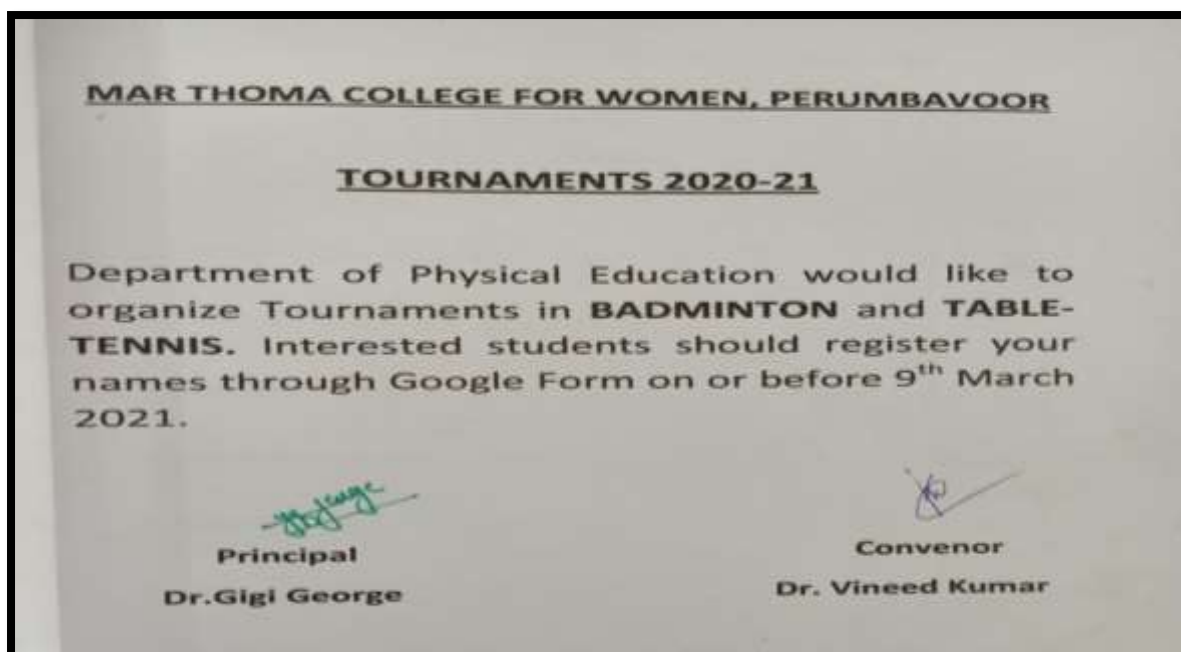 MAR THOMA COLLEGE FOR WOMEN, PERUMBAVOOR
TOURNAMENTS 2020-21
Department of Physical Education would like to
organize Tournaments in BADMINTON and TABLE-
TENNIS. Interested students should register your
names through Google Form on or before 9th March
2021.
Principal
Dr.Gigi George
Convenor
Dr. Vineed Kumar